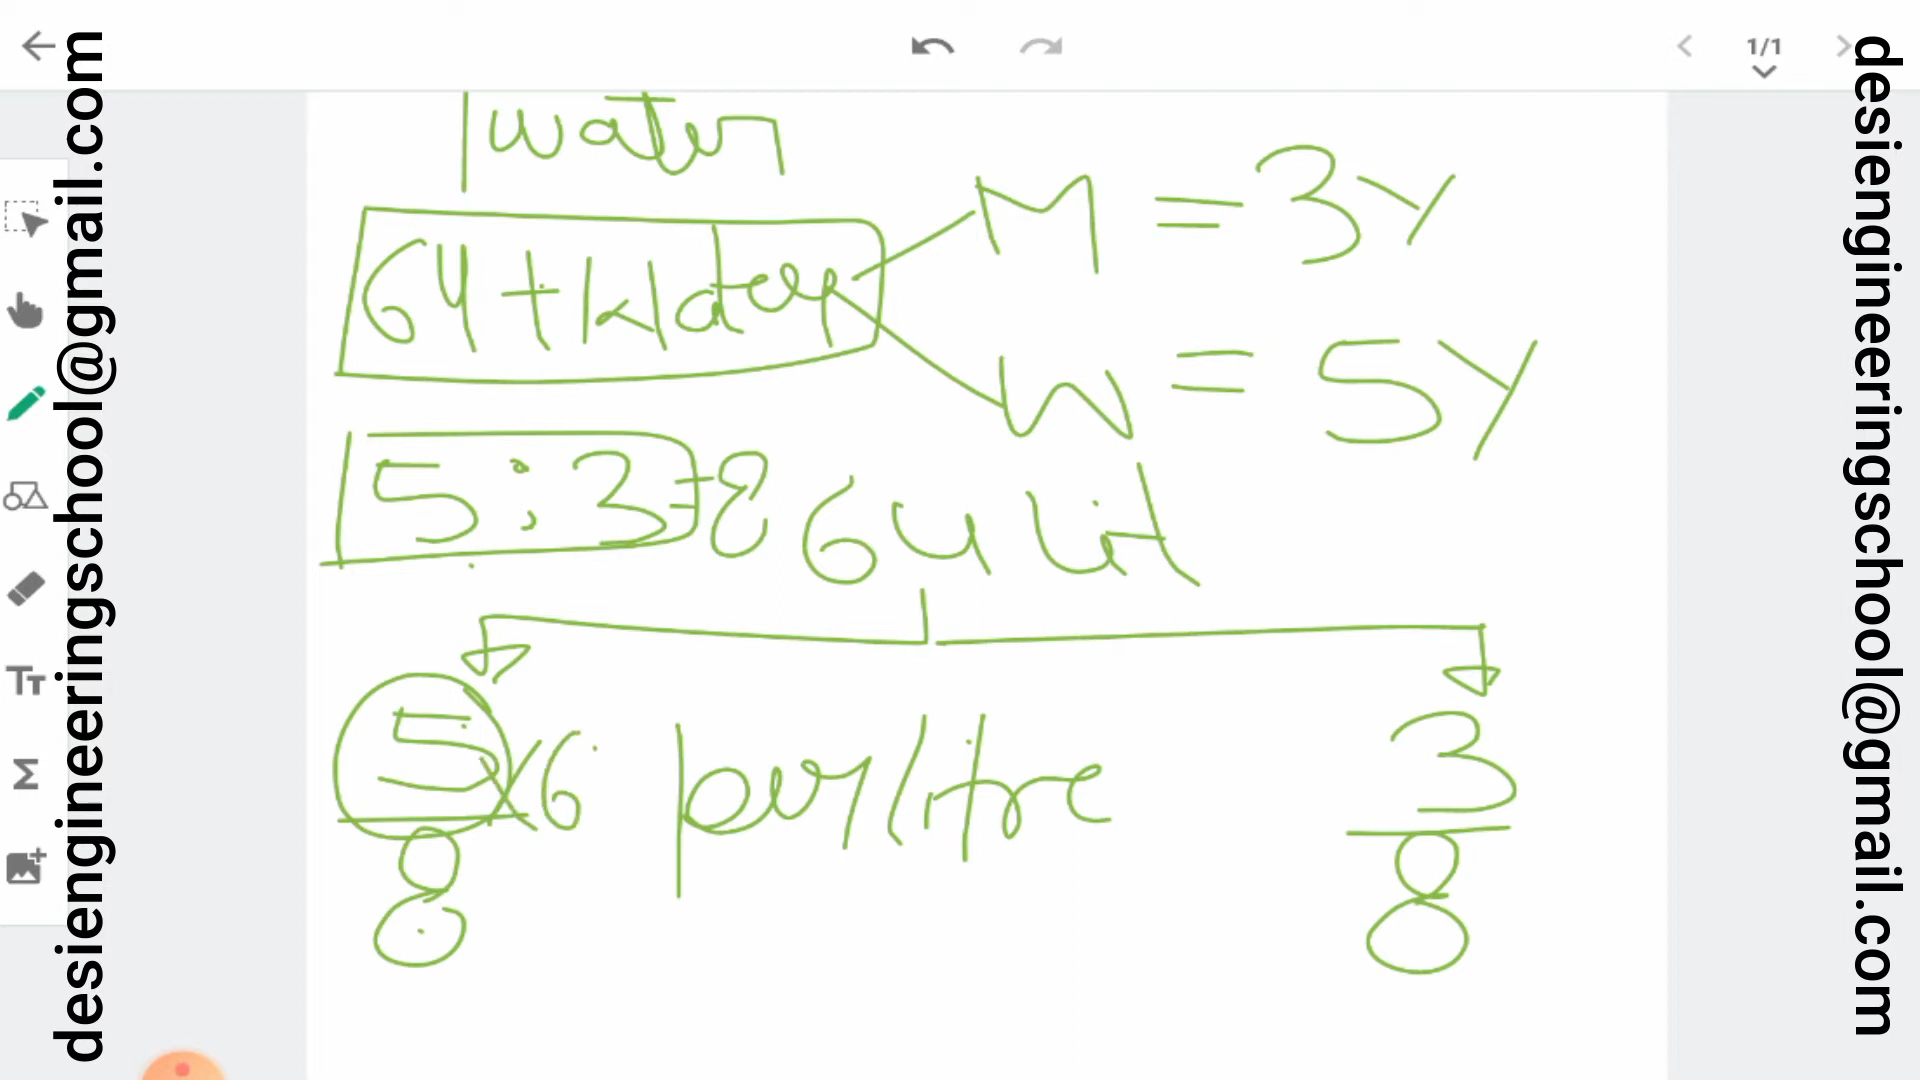 1/1
water
M = 3Y
64 + k
W = 5Y
5 : 3 = 8 64 lit
5 x 6 per litre 3
8 8
Tт
Σ
desiengineeringschool@gmail.com
desiengineeringschool@gmail.com